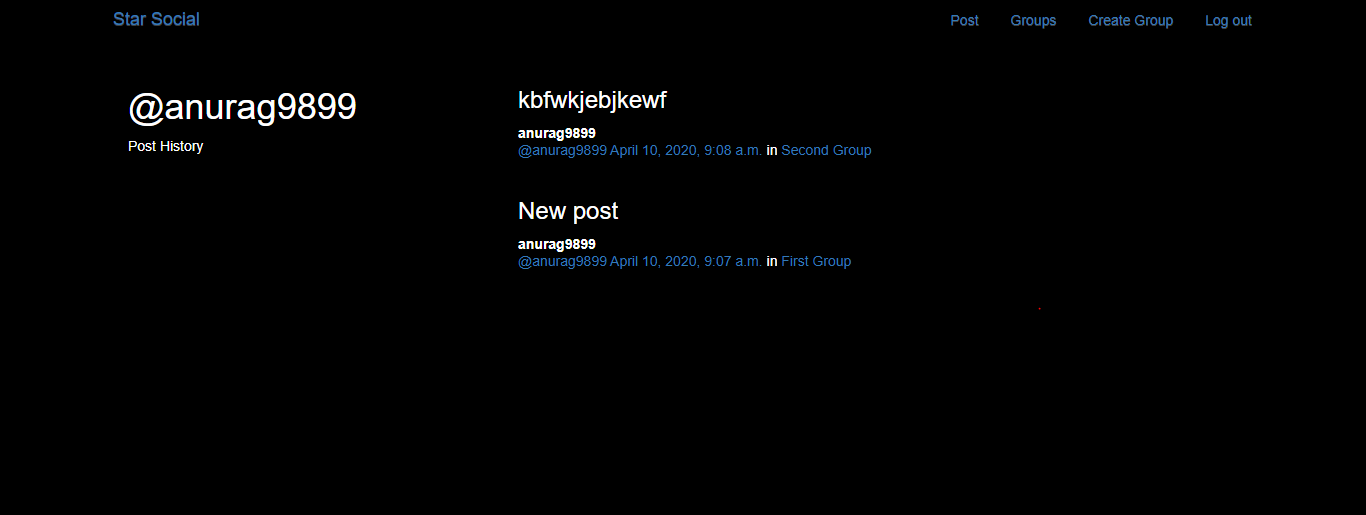 Star Social
Post
Groups
Create Group
Log out
@anurag9899
Post History
kbfwkjebjkewf
anurag9899
@anurag9899 April 10, 2020, 9:08 a.m. in Second Group
New post
anurag9899
@anurag9899 April 10, 2020, 9:07 a.m. in First Group